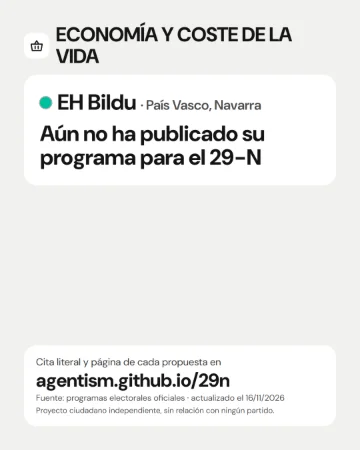 ECONOMÍA Y COSTE DE LA
VIDA
EH Bildu · País Vasco, Navarra
Aún no ha publicado su
programa para el 29-N
Cita literal y página de cada propuesta en
agentism.github.io/29n
Fuente: programas electorales oficiales · actualizado el 16/11/2026
Proyecto ciudadano independiente, sin relación con ningún partido.